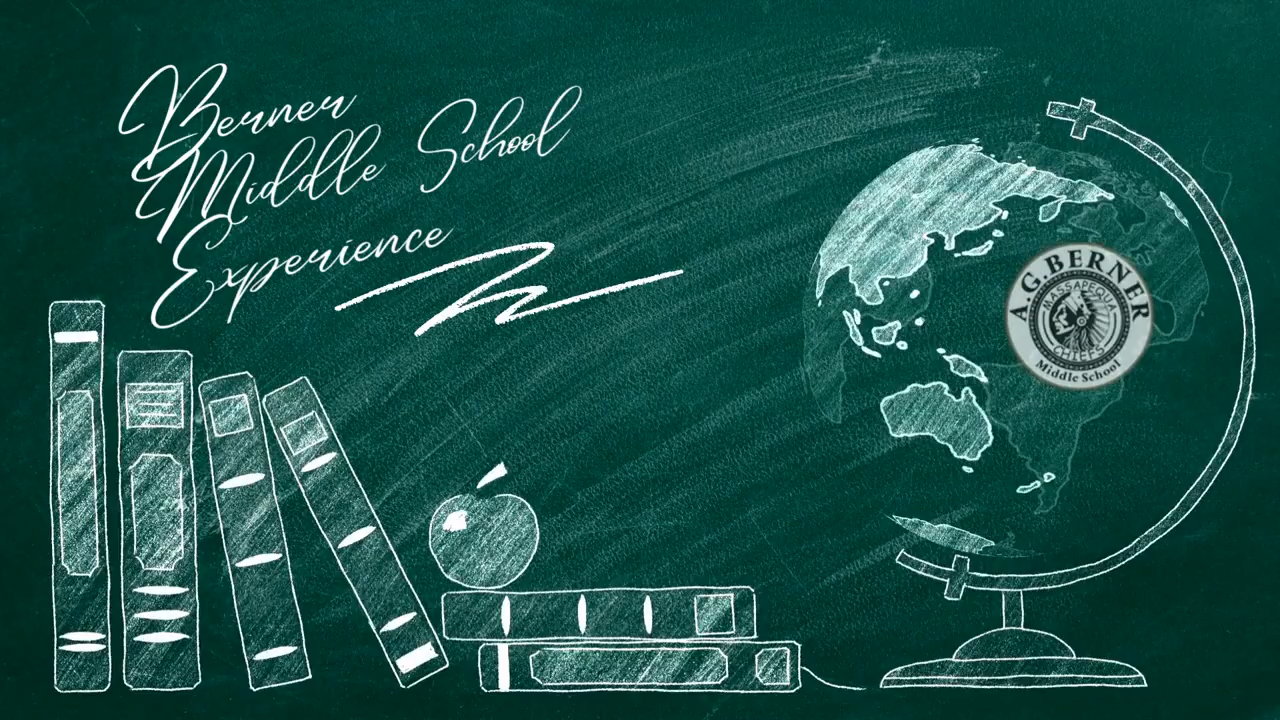 Berner
Middle School
Experience
A.G.BERNER
MASSAPEQUA
CHIEFS
Middle School